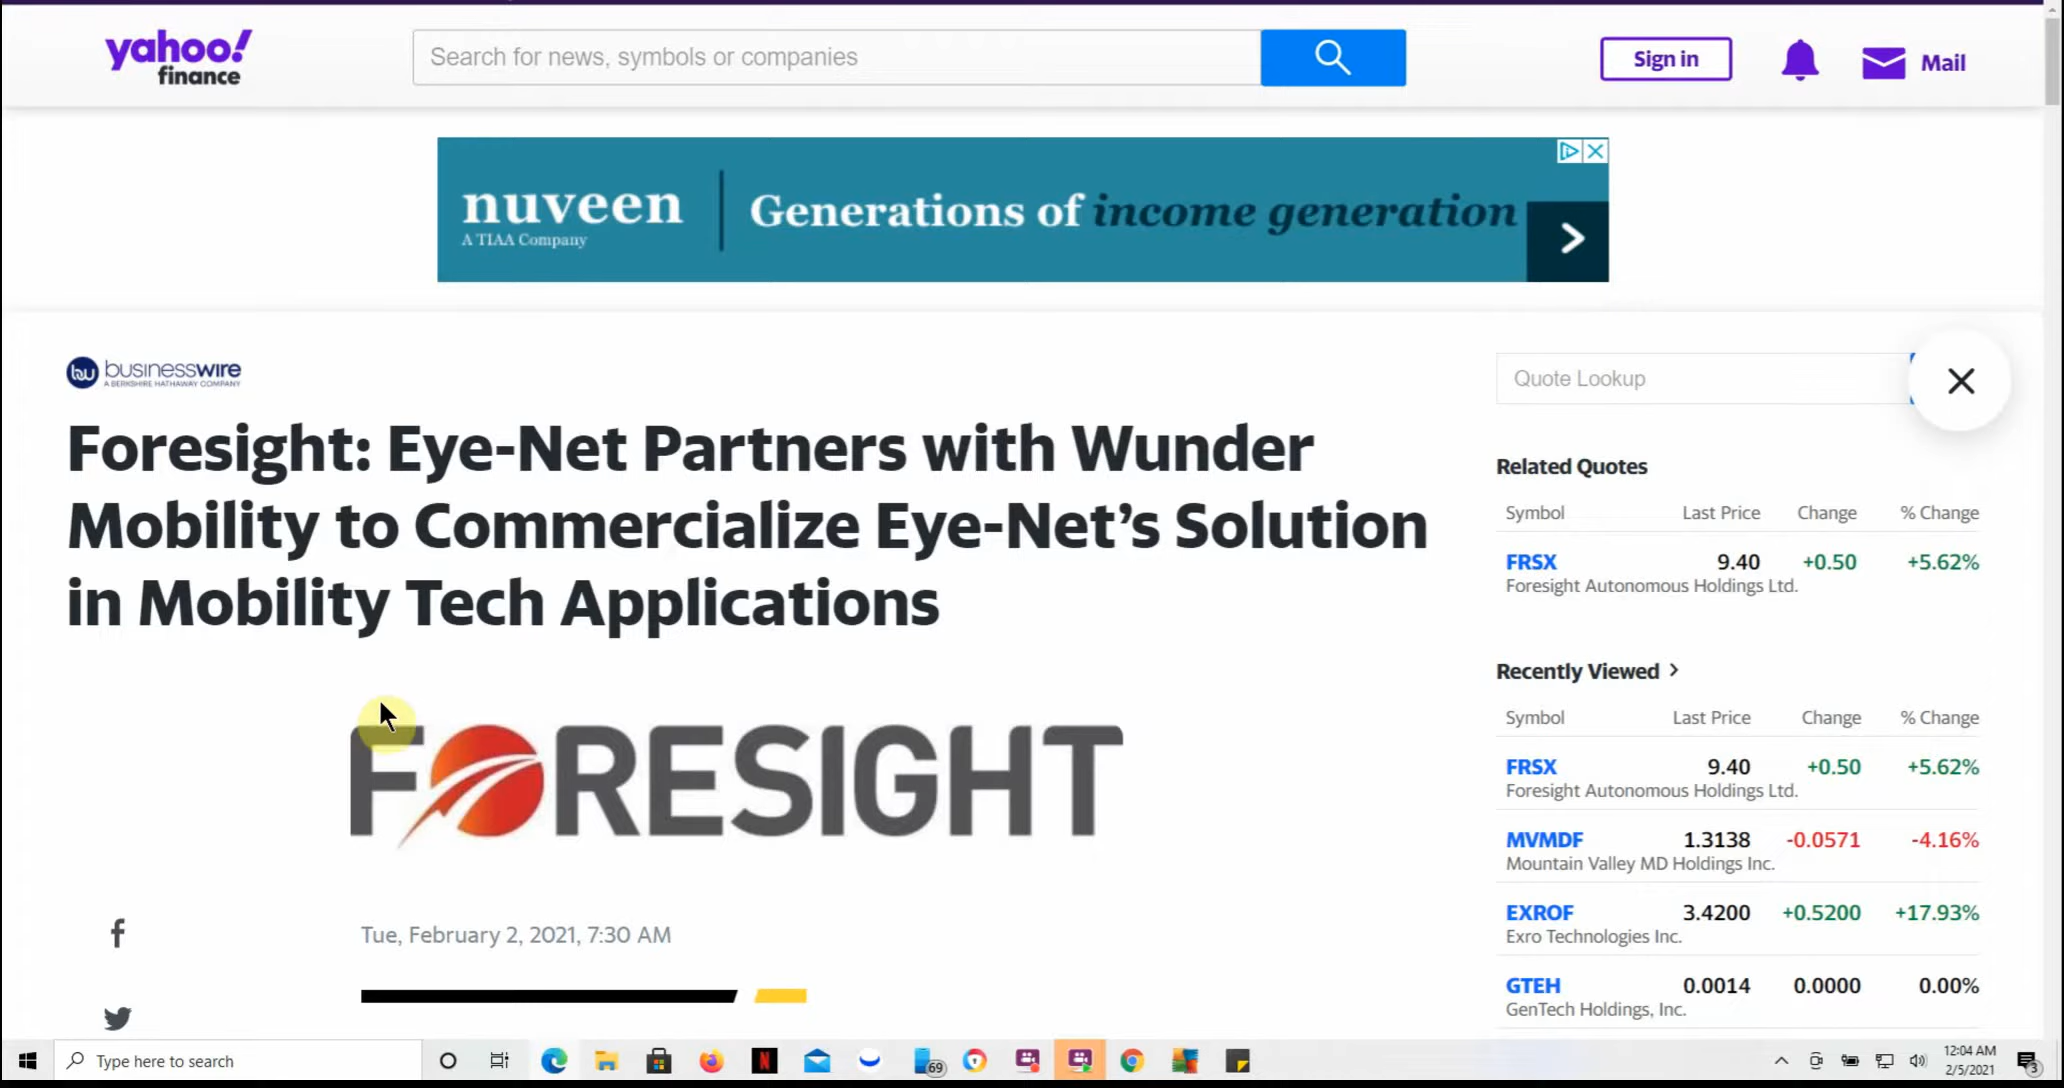 yahoo!
finance
Search for news, symbols or companies
Sign in
Mail
nuveen
A TIAA Company
Generations of income generation
businesswire
A BERKSHIRE HATHAWAY COMPANY
Foresight: Eye-Net Partners with Wunder
Mobility to Commercialize Eye-Net’s Solution
in Mobility Tech Applications
FORESIGHT
Tue, February 2, 2021, 7:30 AM
Quote Lookup
Related Quotes
Symbol Last Price Change % Change
FRSX 9.40 +0.50 +5.62%
Foresight Autonomous Holdings Ltd.
Recently Viewed
Symbol Last Price Change % Change
FRSX 9.40 +0.50 +5.62%
Foresight Autonomous Holdings Ltd.
MVMDF 1.3138 -0.0571 -4.16%
Mountain Valley MD Holdings Inc.
EXROF 3.4200 +0.5200 +17.93%
Exro Technologies Inc.
GTEH 0.0014 0.0000 0.00%
GenTech Holdings, Inc.
Type here to search
69
12:04 AM
2/5/2021
3